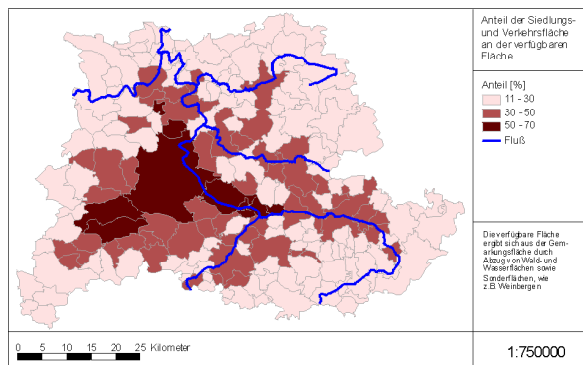 Anteil der Siedlungs-
und Verkehrsfläche
an der verfügbaren
Fläche
Anteil [%]
11 - 30
30 - 50
50 - 70
Fluß
Die verfügbare Fläche
ergibt sich aus der Gem-
arkungsfläche durch
Abzug von Wald- und
Wasserflächen sowie
Sonderflächen, wie
z.B. Weinbergen
0 5 10 15 20 25 Kilometer
1:750000